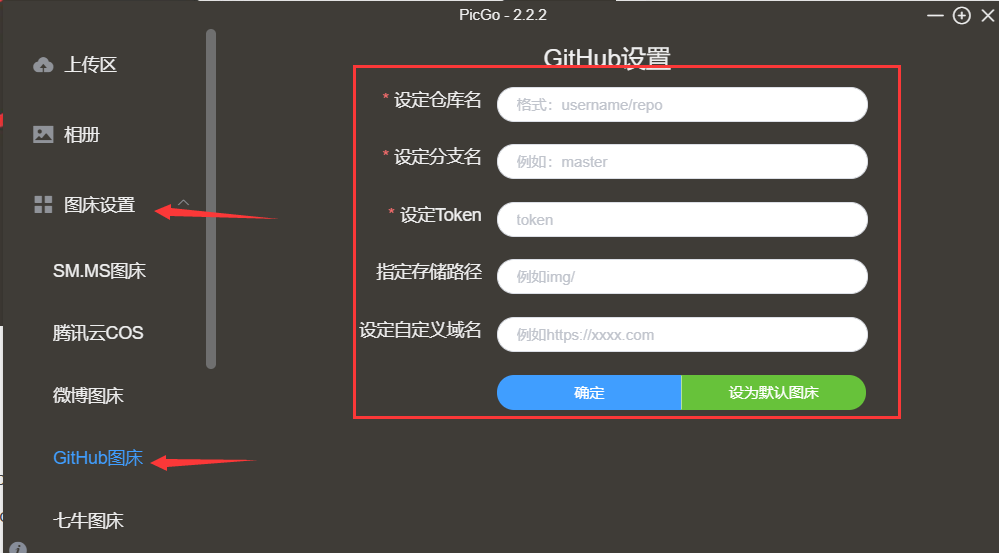 PicGo - 2.2.2
上传区
相册
图床设置
SM.MS图床
腾讯云COS
微博图床
GitHub图床
七牛图床
GitHub设置
* 设定仓库名
格式：username/repo
* 设定分支名
例如：master
* 设定Token
token
指定存储路径
例如img/
设定自定义域名
例如https://xxxx.com
确定
设为默认图床